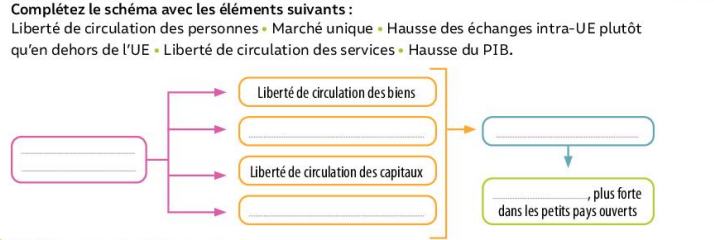 Complétez le schéma avec les éléments suivants :
Liberté de circulation des personnes • Marché unique • Hausse des échanges intra-UE plutôt
qu'en dehors de l'UE • Liberté de circulation des services • Hausse du PIB.
Liberté de circulation des biens
Liberté de circulation des capitaux
, plus forte
dans les petits pays ouverts